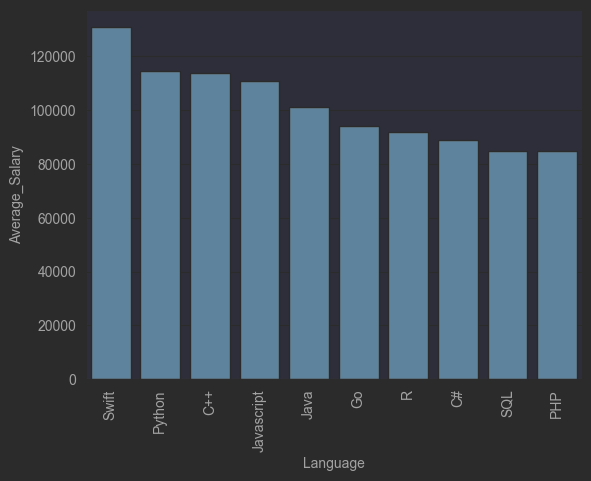 120000
100000
80000
60000
40000
20000
0
Average_Salary
Swift
Python
C++
Javascript
Java
Go
R
C#
SQL
PHP
Language